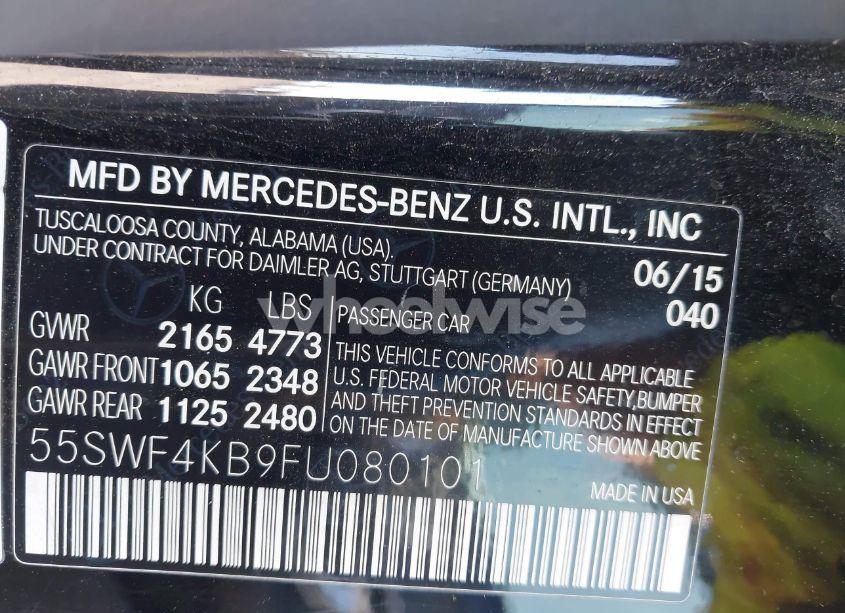 MFD BY MERCEDES-BENZ U.S. INTL., INC
TUSCALOOSA COUNTY, ALABAMA (USA).
UNDER CONTRACT FOR DAIMLER AG, STUTTGART (GERMANY)
06/15
040
KG LBS
GVWR 2165 4773
GAWR FRONT 1065 2348
GAWR REAR 1125 2480
PASSENGER CAR
THIS VEHICLE CONFORMS TO ALL APPLICABLE
U.S. FEDERAL MOTOR VEHICLE SAFETY,BUMPER
AND THEFT PREVENTION STANDARDS IN EFFECT
ON THE DATE OF MANUFACTURE SHOWN ABOVE.
55SWF4KB9FU080101
MADE IN USA
wheelwise